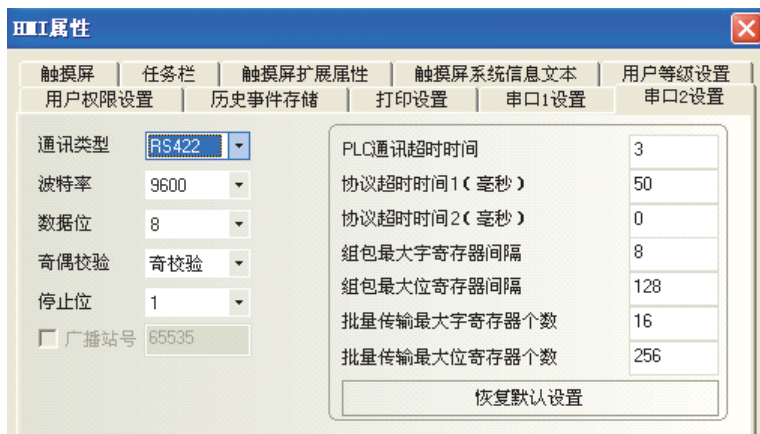 HMI属性
触摸屏 任务栏 触摸屏扩展属性 触摸屏系统信息文本 用户等级设置
用户权限设置 历史事件存储 打印设置 串口1设置 串口2设置
通讯类型 RS422
波特率 9600
数据位 8
奇偶校验 奇校验
停止位 1
广播站号 65535
PLC通讯超时时间 3
协议超时时间1(毫秒) 50
协议超时时间2(毫秒) 0
组包最大字寄存器间隔 8
组包最大位寄存器间隔 128
批量传输最大字寄存器个数 16
批量传输最大位寄存器个数 256
恢复默认设置